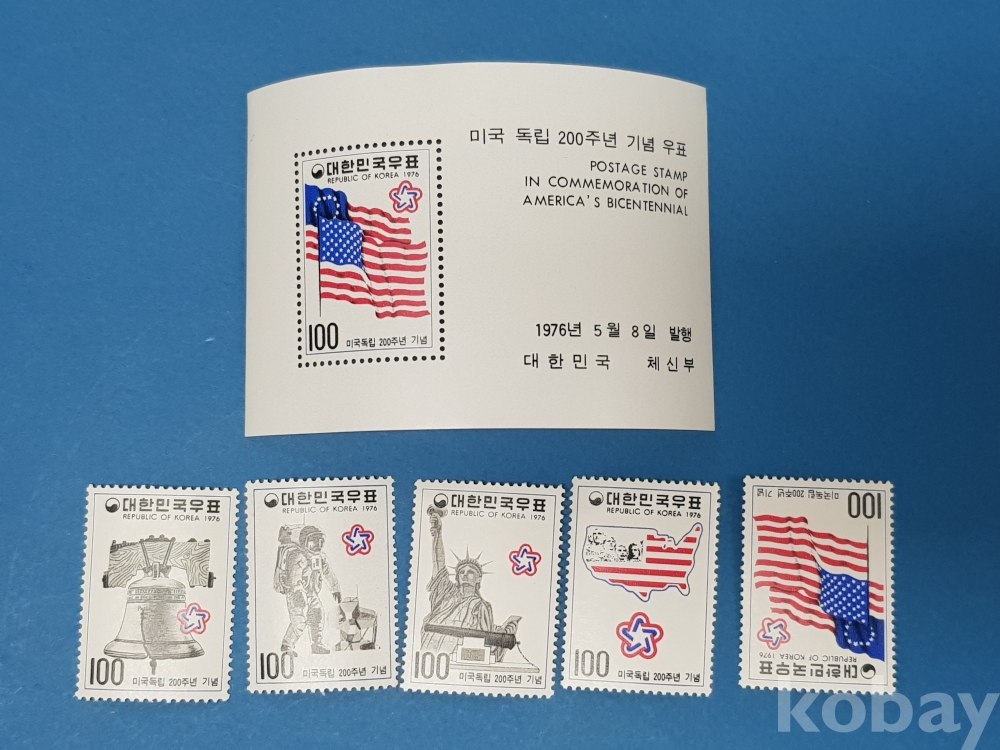 미국 독립 200주년 기념 우표
POSTAGE STAMP
IN COMMEMORATION OF
AMERICA'S BICENTENNIAL
대한민국우표
REPUBLIC OF KOREA 1976
100 미국독립 200주년 기념
1976년 5월 8일 발행
대한민국 체신부
대한민국우표
REPUBLIC OF KOREA 1976
100 미국독립 200주년 기념
대한민국우표
REPUBLIC OF KOREA 1976
100 미국독립 200주년 기념
대한민국우표
REPUBLIC OF KOREA 1976
100 미국독립 200주년 기념
대한민국우표
REPUBLIC OF KOREA 1976
100 미국독립 200주년 기념
대한민국우표
REPUBLIC OF KOREA 1976
100 미국독립 200주년 기념
kobay